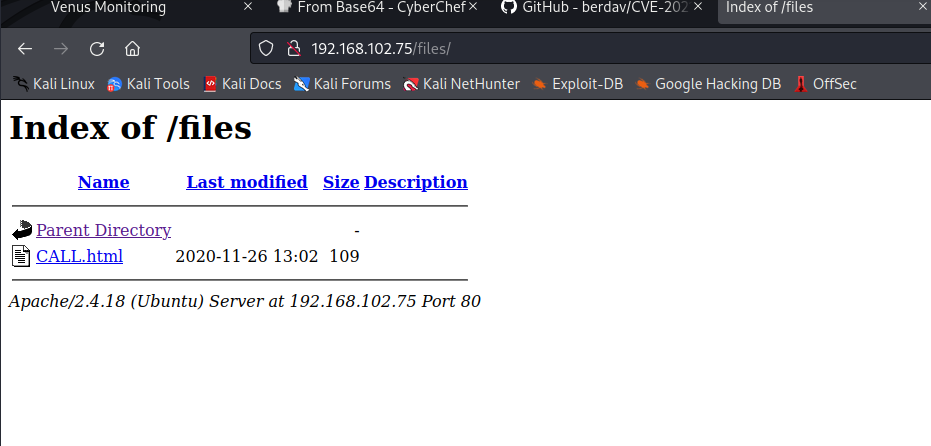 Venus Monitoring × From Base64 - CyberChef × GitHub - berdav/CVE-202 × Index of /files ×
192.168.102.75/files/
Kali Linux Kali Tools Kali Docs Kali Forums Kali NetHunter Exploit-DB Google Hacking DB OffSec
Index of /files
Name Last modified Size Description
Parent Directory -
CALL.html 2020-11-26 13:02 109
Apache/2.4.18 (Ubuntu) Server at 192.168.102.75 Port 80